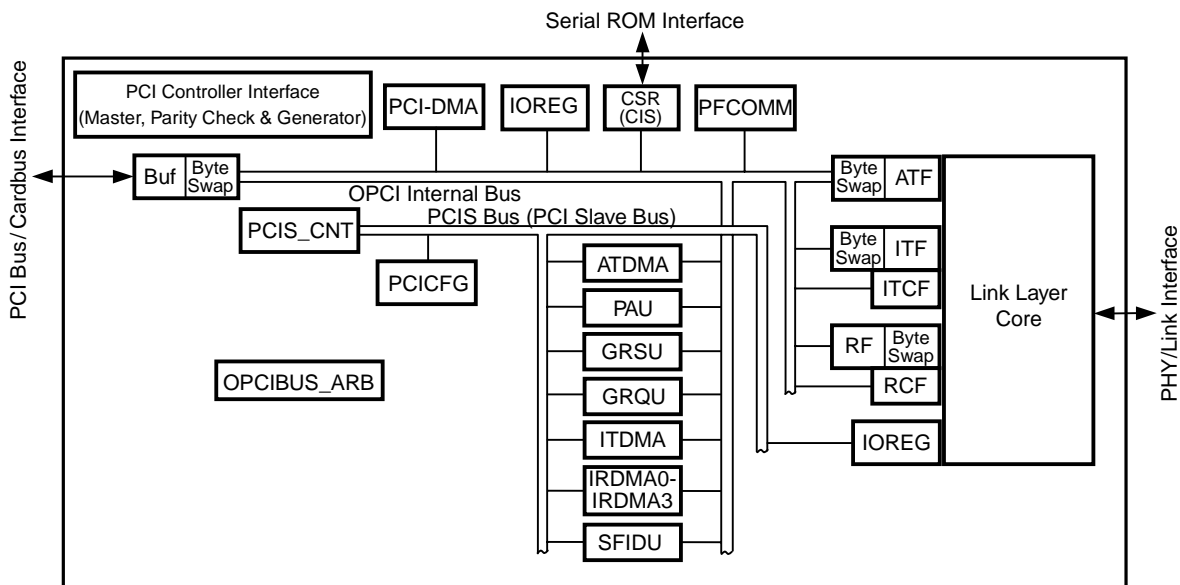 Serial ROM Interface
PCI Bus/ Cardbus Interface
PCI Controller Interface
(Master, Parity Check & Generator)
PCI-DMA
IOREG
CSR
(CIS)
PFCOMM
Buf
Byte
Swap
Byte
Swap
ATF
OPCI Internal Bus
PCIS Bus (PCI Slave Bus)
PCIS_CNT
PCICFG
ATDMA
PAU
GRSU
GRQU
ITDMA
IRDMA0-
IRDMA3
SFIDU
OPCIBUS_ARB
Byte
Swap
ITF
ITCF
RF
Byte
Swap
RCF
IOREG
Link Layer
Core
PHY/Link Interface